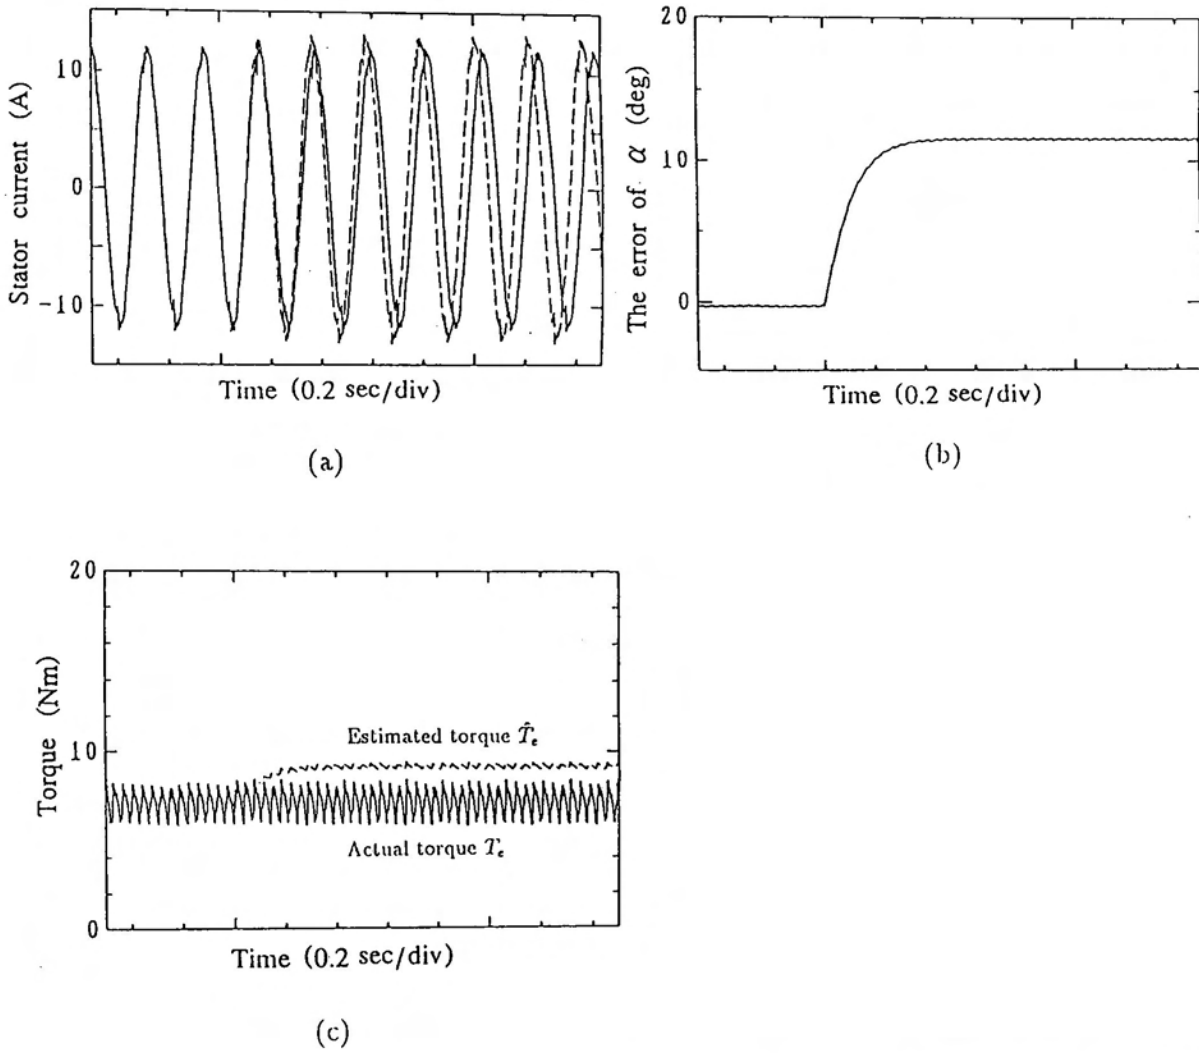 Stator current (A)
10
0
-10
Time (0.2 sec/div)
(a)
The error of α (deg)
20
10
0
Time (0.2 sec/div)
(b)
Torque (Nm)
20
10
0
Estimated torque T̂e
Actual torque Te
Time (0.2 sec/div)
(c)